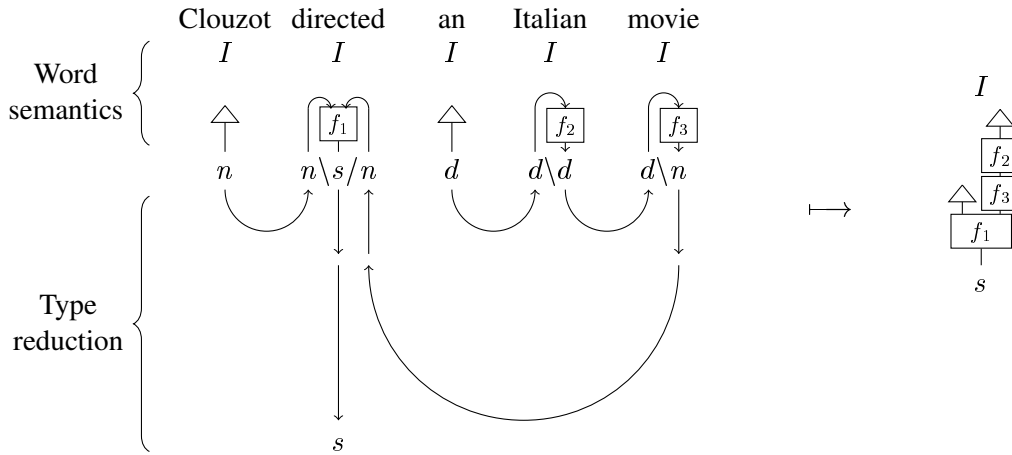 Clouzot directed an Italian movie
I I I I I
Word
semantics
I
f₁ f₂ f₃
f₂
n n\s/n d d\d d\n
f₃
f₁
s
Type
reduction
s